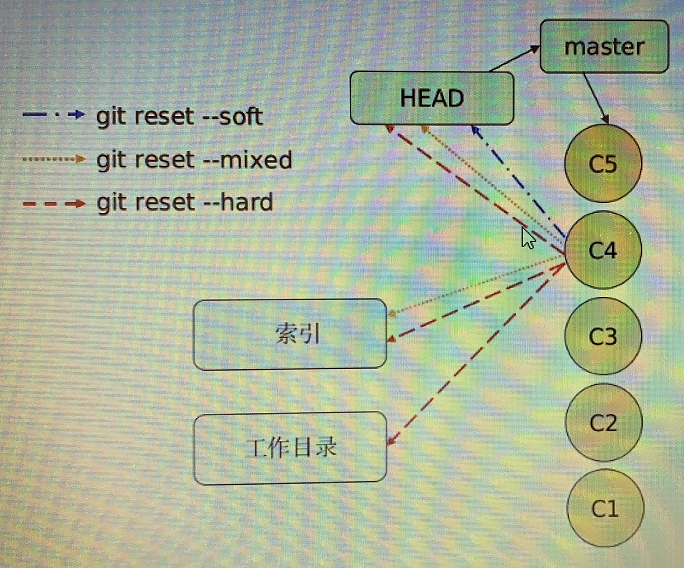 master
HEAD
git reset --soft
git reset --mixed
git reset --hard
C5
C4
索引
C3
工作目录
C2
C1